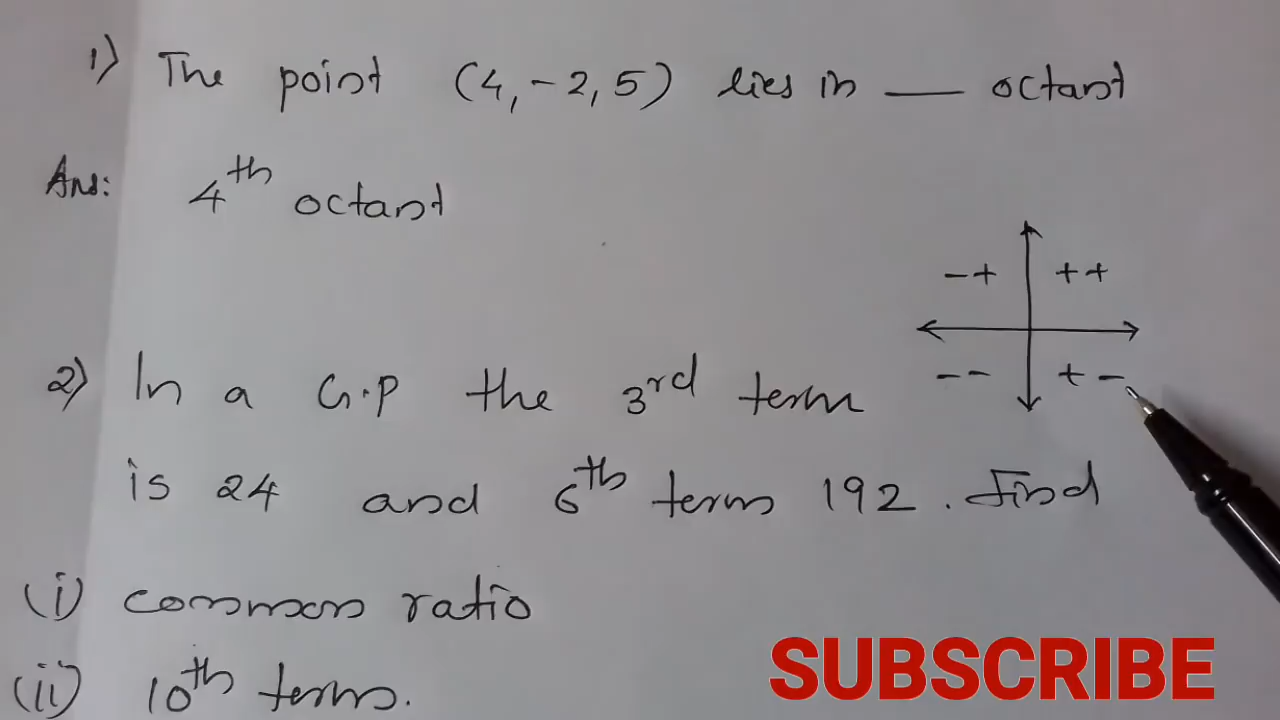 1) The point (4, -2, 5) lies in ___ octant
Ans: 4th octant
-+ ++
-- +-
2) In a G.P the 3rd term
is 24 and 6th term 192. Find
(i) common ratio
(ii) 10th term.
SUBSCRIBE